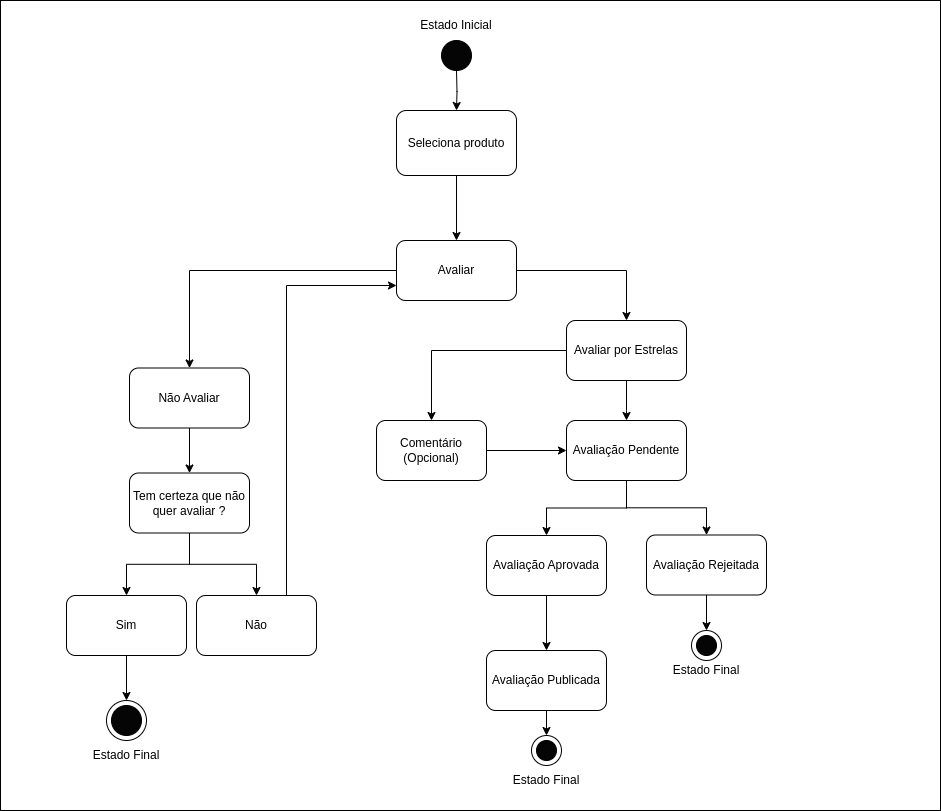 Estado Inicial
Seleciona produto
Avaliar
Avaliar por Estrelas
Não Avaliar
Comentário
(Opcional)
Avaliação Pendente
Tem certeza que não
quer avaliar ?
Avaliação Aprovada
Avaliação Rejeitada
Sim
Não
Estado Final
Avaliação Publicada
Estado Final
Estado Final